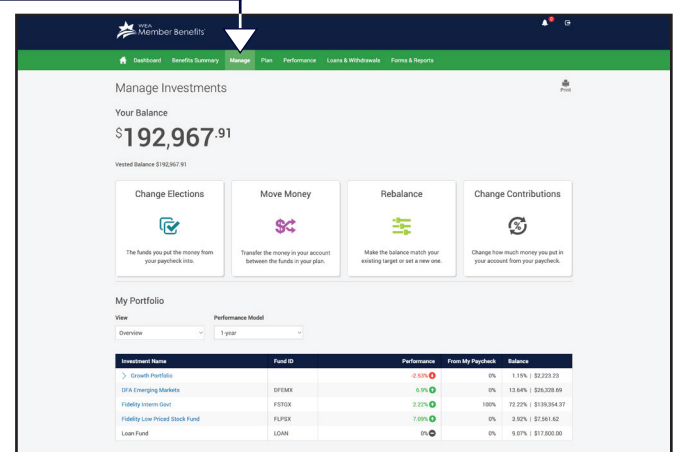 WEA
Member Benefits
0
Dashboard Benefits Summary Manage Plan Performance Loans & Withdrawals Forms & Reports
Manage Investments
Print
Your Balance
$192,967.91
Vested Balance $192,967.91
Change Elections
The funds you put the money from
your paycheck into.
Move Money
Transfer the money in your account
between the funds in your plan.
Rebalance
Make the balance match your
existing target or set a new one.
Change Contributions
Change how much money you put in
your account from your paycheck.
My Portfolio
View Performance Model
Overview 1-year
Investment Name Fund ID Performance From My Paycheck Balance
Growth Portfolio -2.53% 0% 1.15% | $2,223.23
DFA Emerging Markets DFEMX 6.9% 0% 13.64% | $26,328.69
Fidelity Interm Govt FSTGX 2.22% 100% 72.22% | $139,354.37
Fidelity Low Priced Stock Fund FLPSX 7.09% 0% 3.92% | $7,561.62
Loan Fund LOAN 0% 0% 9.07% | $17,500.00